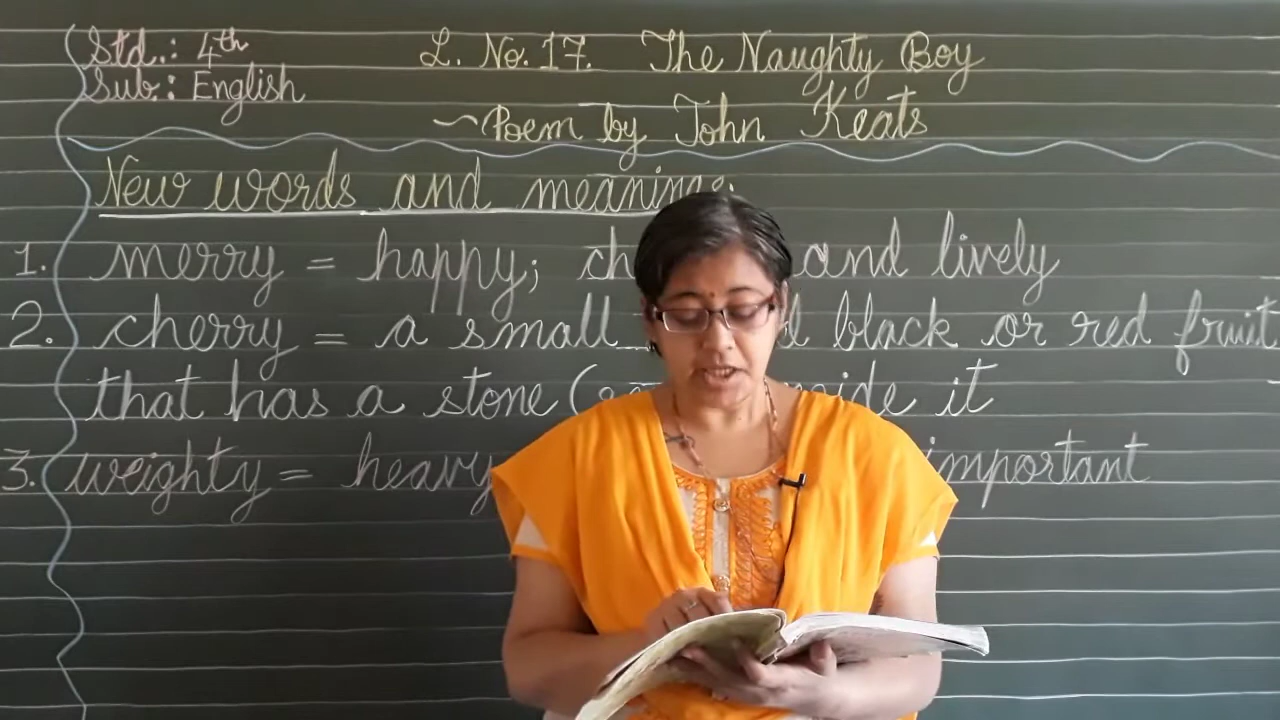 Std.: 4th
L. No. 17. The Naughty Boy
Sub.: English
~Poem by John Keats
New words and meanings.
1. merry = happy; and lively
2. cherry = a small black or red fruit
that has a stone it
3. weighty = heavy important